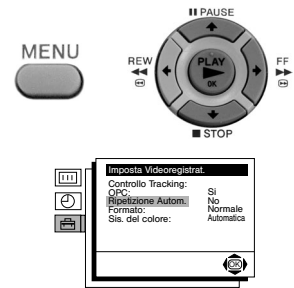 PAUSE
MENU
REW
PLAY
OK
FF
STOP
Imposta Videoregistrat.
Controllo Tracking:
OPC: Si
Ripetizione Autom. No
Formato: Normale
Sis. del colore: Automatica
OK